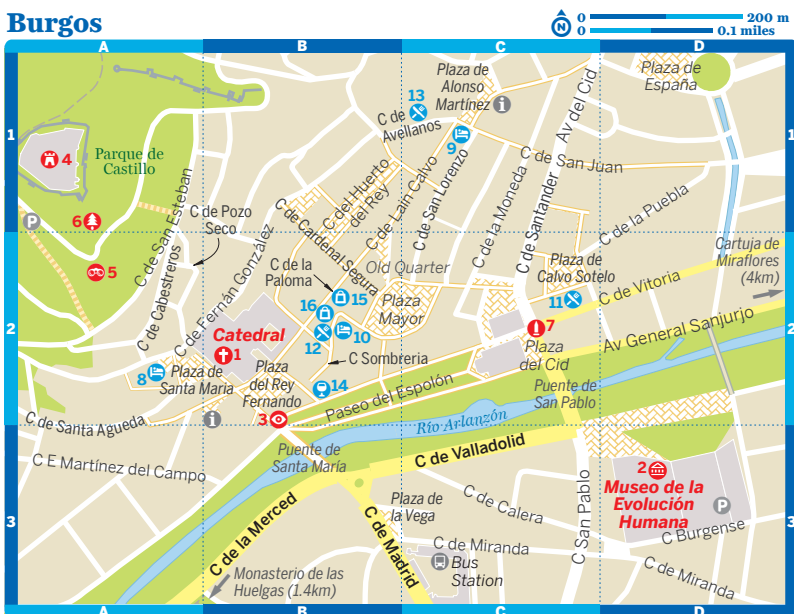 Burgos
N
0 200 m
0 0.1 miles
A B C D
1
Plaza de
Alonso
Martínez
Plaza de
España
13
C de
Avellanos
9
Av del Cid
C de San Juan
4
Parque de
Castillo
6
P
5
C de San Esteban
C de Pozo
Seco
C de Cabestreros
C de Fernán González
C del Huerto
del Rey
C de Cardenal Segura
C de Laín Calvo
C de San Lorenzo
C de la Moneda
C de Santander
C de la Puebla
Cartuja de
Miraflores
(4km)
1
2
C de la
Paloma
Old Quarter
Plaza
Mayor
15
16
12
10
Plaza de
Calvo Sotelo
11
C de Vitoria
7
Plaza
del Cid
Av General Sanjurjo
2
Catedral
1
8
Plaza de
Santa María
Plaza
del Rey
Fernando
C Sombrería
14
3
Paseo del Espolón
Puente de
San Pablo
Río Arlanzón
C de Santa Agueda
C E Martínez del Campo
Puente de
Santa María
C de Valladolid
2
Museo de la
Evolución
Humana
P
C Burgense
3
C de la Merced
C de Madrid
Plaza de
la Vega
C de Calera
C San Pablo
C de Miranda
Bus
Station
C de Miranda
Monasterio de las
Huelgas (1.4km)
3
A B C D